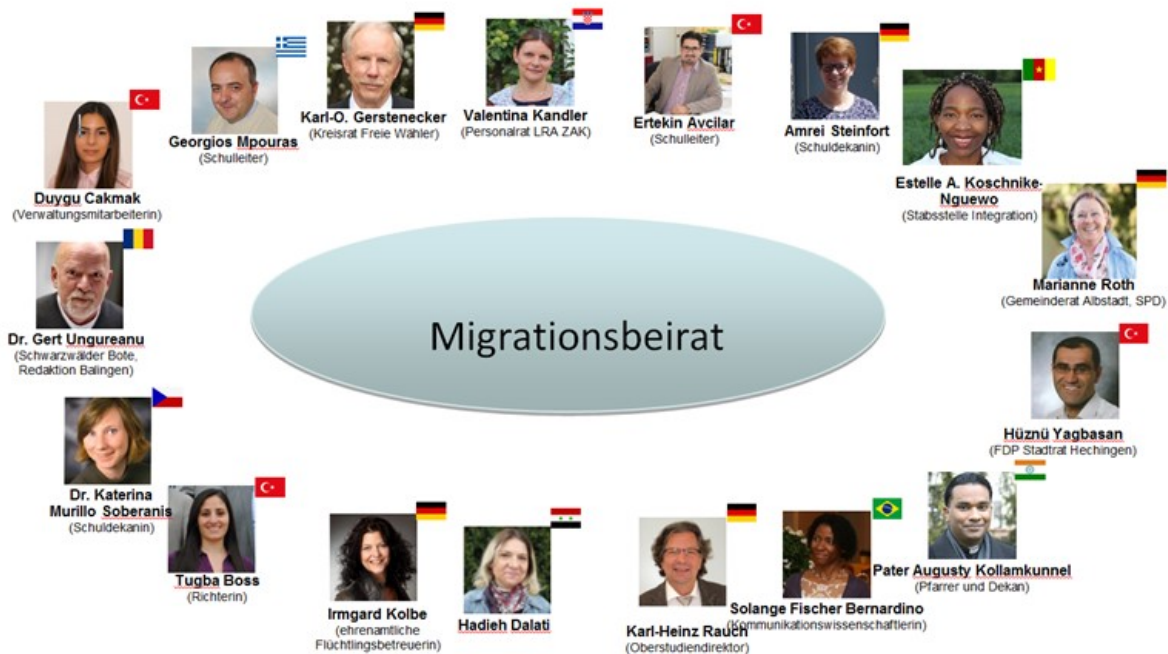 Karl-O. Gerstenecker
(Kreisrat Freie Wähler)
Valentina Kandler
(Personalrat LRA ZAK)
Ertekin Avcilar
(Schulleiter)
Amrei Steinfort
(Schuldekanin)
Georgios Mpouras
(Schulleiter)
Estelle A. Koschnike-
Nguewo
(Stabsstelle Integration)
Duygu Cakmak
(Verwaltungsmitarbeiterin)
Marianne Roth
(Gemeinderat Albstadt, SPD)
Dr. Gert Ungureanu
(Schwarzwälder Bote,
Redaktion Balingen)
Migrationsbeirat
Hüznü Yagbasan
(FDP Stadtrat Hechingen)
Dr. Katerina
Murillo Soberanis
(Schuldekanin)
Pater Augusty Kollamkunnel
(Pfarrer und Dekan)
Tugba Boss
(Richterin)
Irmgard Kolbe
(ehrenamtliche
Flüchtlingsbetreuerin)
Hadieh Dalati
Karl-Heinz Rauch
(Oberstudiendirektor)
Solange Fischer Bernardino
(Kommunikationswissenschaftlerin)